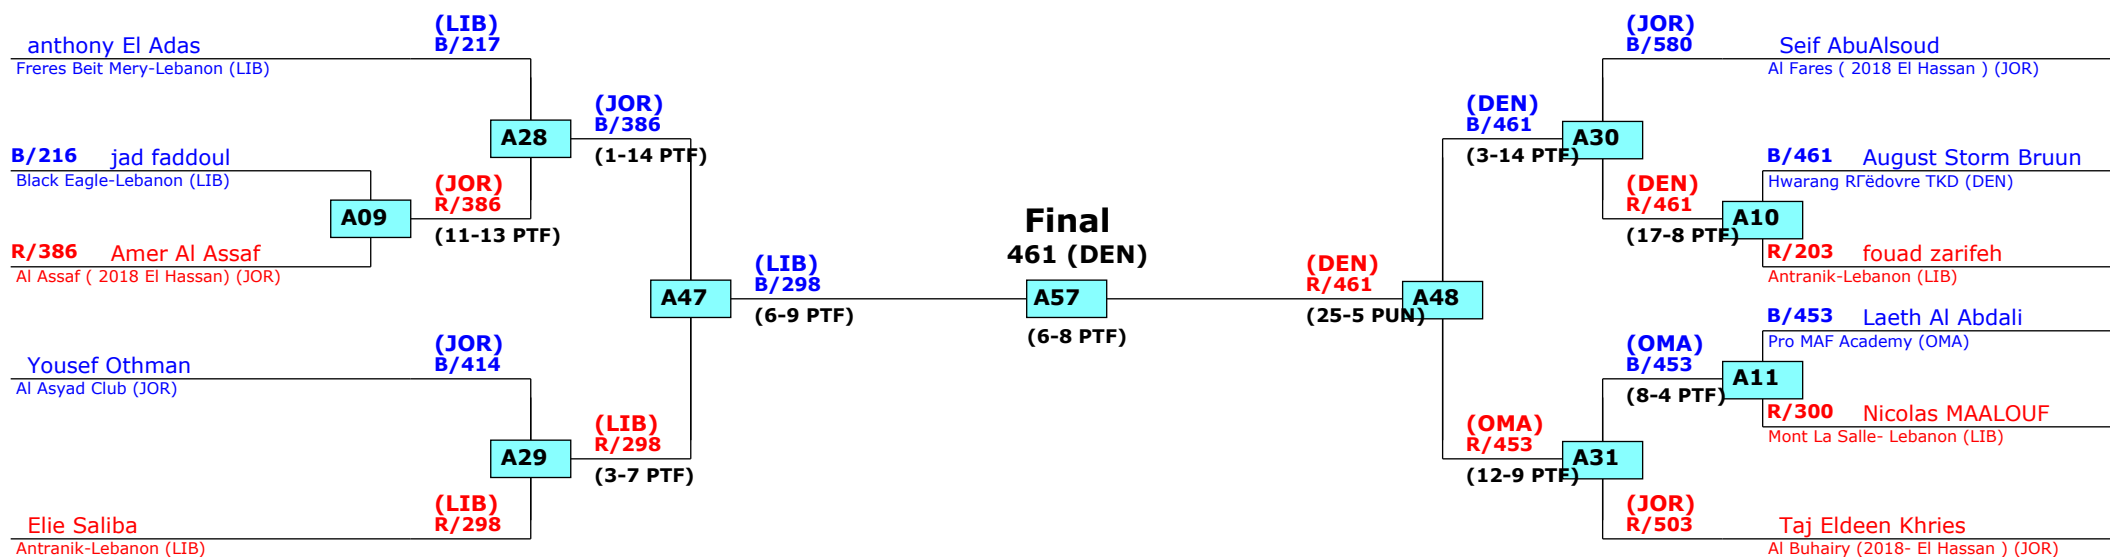 (LIB)
B/217
anthony El Adas
Freres Beit Mery-Lebanon (LIB)
(JOR)
B/386
A28
(1-14 PTF)
B/216 jad faddoul
Black Eagle-Lebanon (LIB)
(JOR)
R/386
A09
(11-13 PTF)
R/386 Amer Al Assaf
Al Assaf ( 2018 El Hassan) (JOR)
(LIB)
B/298
A47
(6-9 PTF)
(JOR)
B/414
Yousef Othman
Al Asyad Club (JOR)
(LIB)
R/298
A29
(3-7 PTF)
(LIB)
R/298
Elie Saliba
Antranik-Lebanon (LIB)
Final
461 (DEN)
A57
(6-8 PTF)
(JOR)
B/580
Seif AbuAlsoud
Al Fares ( 2018 El Hassan ) (JOR)
(DEN)
B/461
A30
(3-14 PTF)
B/461 August Storm Bruun
Hwarang RГёdovre TKD (DEN)
(DEN)
R/461
A10
(17-8 PTF)
R/203 fouad zarifeh
Antranik-Lebanon (LIB)
(DEN)
R/461
A48
(25-5 PUN)
B/453 Laeth Al Abdali
Pro MAF Academy (OMA)
(OMA)
B/453
A11
(8-4 PTF)
R/300 Nicolas MAALOUF
Mont La Salle- Lebanon (LIB)
(OMA)
R/453
A31
(12-9 PTF)
(JOR)
R/503
Taj Eldeen Khries
Al Buhairy (2018- El Hassan ) (JOR)